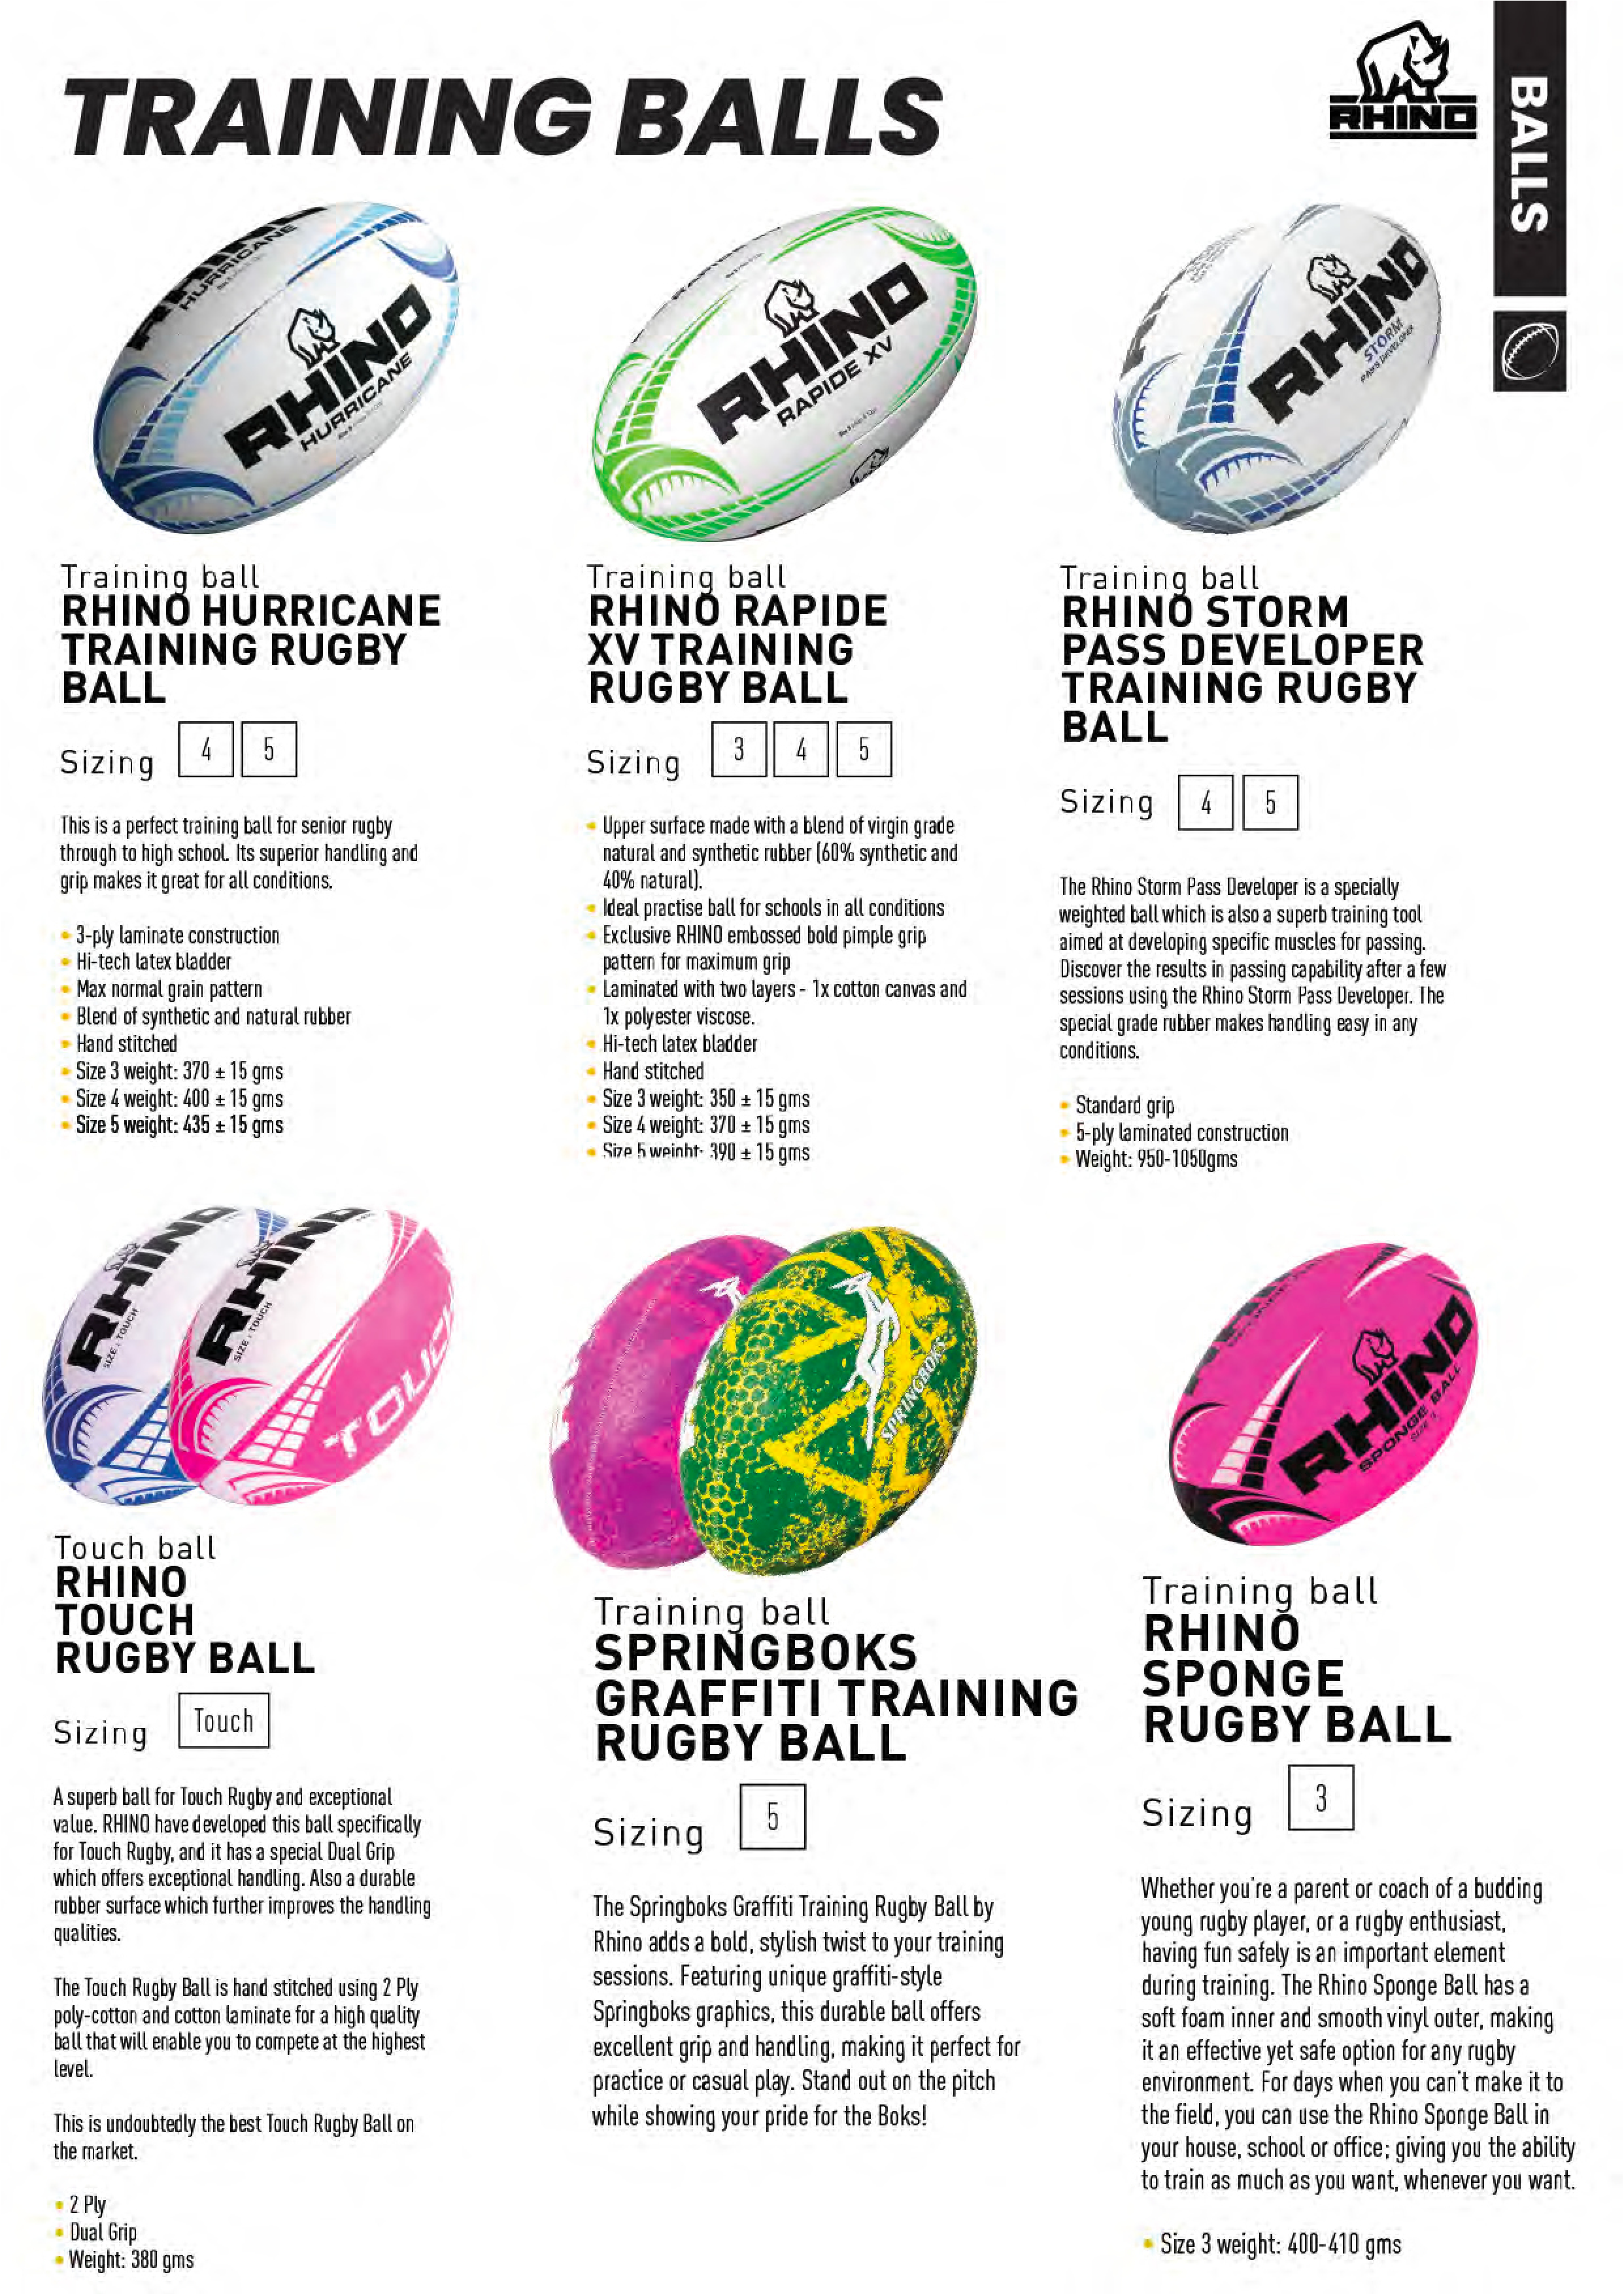 TRAINING BALLS
RHINO
BALLS
HURRICANE
RHINO
HURRICANE
RHINO
RAPIDE XV
RHINO
STORM
PASS DEVELOPER
Training ball
RHINO HURRICANE
TRAINING RUGBY
BALL
Sizing 4 5
This is a perfect training ball for senior rugby
through to high school. Its superior handling and
grip makes it great for all conditions.
• 3-ply laminate construction
• Hi-tech latex bladder
• Max normal grain pattern
• Blend of synthetic and natural rubber
• Hand stitched
• Size 3 weight: 370 ± 15 gms
• Size 4 weight: 400 ± 15 gms
• Size 5 weight: 435 ± 15 gms
Training ball
RHINO RAPIDE
XV TRAINING
RUGBY BALL
Sizing 3 4 5
• Upper surface made with a blend of virgin grade
natural and synthetic rubber (60% synthetic and
40% natural).
• Ideal practise ball for schools in all conditions
• Exclusive RHINO embossed bold pimple grip
pattern for maximum grip
• Laminated with two layers - 1x cotton canvas and
1x polyester viscose.
• Hi-tech latex bladder
• Hand stitched
• Size 3 weight: 350 ± 15 gms
• Size 4 weight: 370 ± 15 gms
• Size 5 weight: 390 ± 15 gms
Training ball
RHINO STORM
PASS DEVELOPER
TRAINING RUGBY
BALL
Sizing 4 5
The Rhino Storm Pass Developer is a specially
weighted ball which is also a superb training tool
aimed at developing specific muscles for passing.
Discover the results in passing capability after a few
sessions using the Rhino Storm Pass Developer. The
special grade rubber makes handling easy in any
conditions.
• Standard grip
• 5-ply laminated construction
• Weight: 950-1050gms
RHINO
SIZE : TOUCH
RHINO
SIZE : TOUCH
TOUCH
SPRINGBOKS
RHINO
SPONGE BALL
SIZE 3
Touch ball
RHINO
TOUCH
RUGBY BALL
Sizing Touch
A superb ball for Touch Rugby and exceptional
value. RHINO have developed this ball specifically
for Touch Rugby, and it has a special Dual Grip
which offers exceptional handling. Also a durable
rubber surface which further improves the handling
qualities.
The Touch Rugby Ball is hand stitched using 2 Ply
poly-cotton and cotton laminate for a high quality
ball that will enable you to compete at the highest
level.
This is undoubtedly the best Touch Rugby Ball on
the market.
• 2 Ply
• Dual Grip
• Weight: 380 gms
Training ball
SPRINGBOKS
GRAFFITI TRAINING
RUGBY BALL
Sizing 5
The Springboks Graffiti Training Rugby Ball by
Rhino adds a bold, stylish twist to your training
sessions. Featuring unique graffiti-style
Springboks graphics, this durable ball offers
excellent grip and handling, making it perfect for
practice or casual play. Stand out on the pitch
while showing your pride for the Boks!
Training ball
RHINO
SPONGE
RUGBY BALL
Sizing 3
Whether you're a parent or coach of a budding
young rugby player, or a rugby enthusiast,
having fun safely is an important element
during training. The Rhino Sponge Ball has a
soft foam inner and smooth vinyl outer, making
it an effective yet safe option for any rugby
environment. For days when you can't make it to
the field, you can use the Rhino Sponge Ball in
your house, school or office; giving you the ability
to train as much as you want, whenever you want.
• Size 3 weight: 400-410 gms